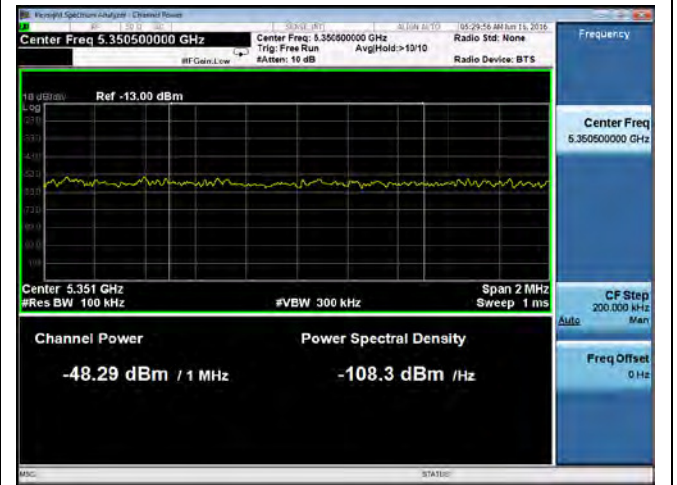 Keysight Spectrum Analyzer - Channel Power
SENSE:INT ALIGN AUTO 05:29:56 AM Jun 15, 2016
Center Freq 5.350500000 GHz
Center Freq: 5.350500000 GHz
Radio Std: None
Trig: Free Run Avg|Hold:>10/10
#IFGain:Low #Atten: 10 dB
Radio Device: BTS
Frequency
10 dB/div Ref -13.00 dBm
Log
Center Freq
5.350500000 GHz
Center 5.351 GHz
Span 2 MHz
#Res BW 100 kHz
#VBW 300 kHz
Sweep 1 ms
CF Step
200.000 kHz
Auto Man
Channel Power
Power Spectral Density
-48.29 dBm / 1 MHz
-108.3 dBm /Hz
Freq Offset
0 Hz
MSG
STATUS